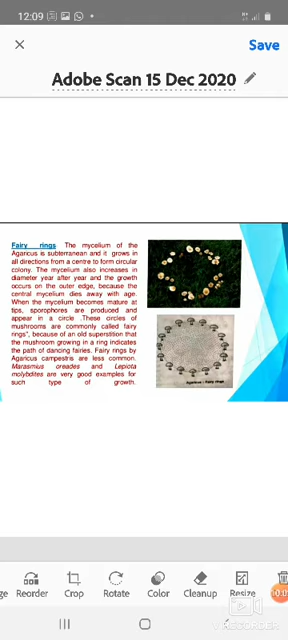 12:09
Save
Adobe Scan 15 Dec 2020
Fairy rings The mycelium of the
Agaricus is subterranean and it grows in
all directions from a centre to form circular
colony. The mycelium also increases in
diameter year after year and the growth
occurs on the outer edge, because the
central mycelium dies away with age.
When the mycelium becomes mature at
tips, sporophores are produced and
appear in a circle .These circles of
mushrooms are commonly called fairy
rings", because of an old superstition that
the mushroom growing in a ring indicates
the path of dancing fairies. Fairy rings by
Agaricus campestris are less common.
Marasmius oreades and Lepiota
molybdites are very good examples for
such type of growth.
Agaricus : Fairy rings
ge Reorder Crop Rotate Color Cleanup Resize
VRECORDER